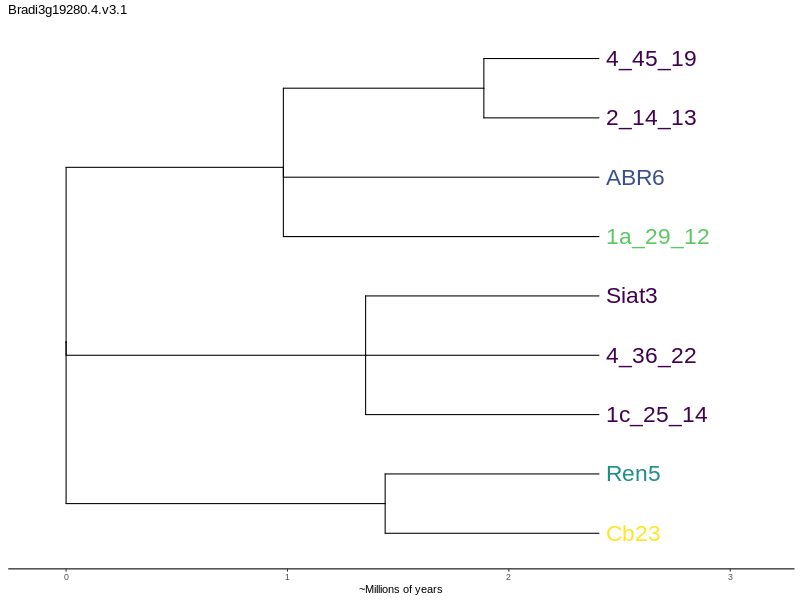 Bradi3g19280.4.v3.1
4_45_19
2_14_13
ABR6
1a_29_12
Siat3
4_36_22
1c_25_14
Ren5
Cb23
0 1 2 3
~Millions of years